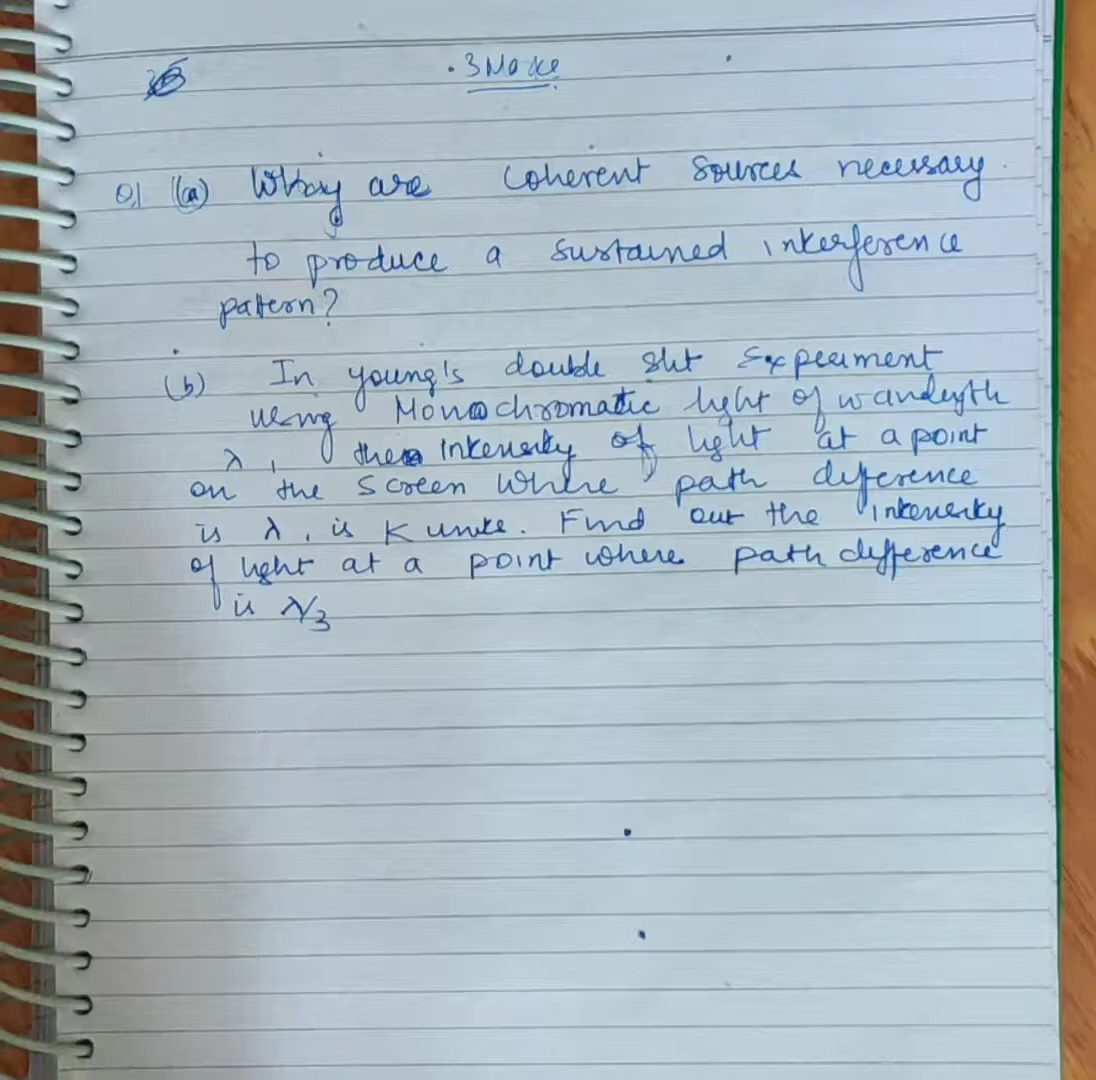 3 Marks
Q1 (a) Why are coherent sources necessary
to produce a sustained interference
pattern?
(b) In young's double slit Experiment
using Monochromatic light of wavelength
λ, the intensity of light at a point
on the screen where path difference
is λ, is K units. Find out the intensity
of light at a point where path difference
is λ/3